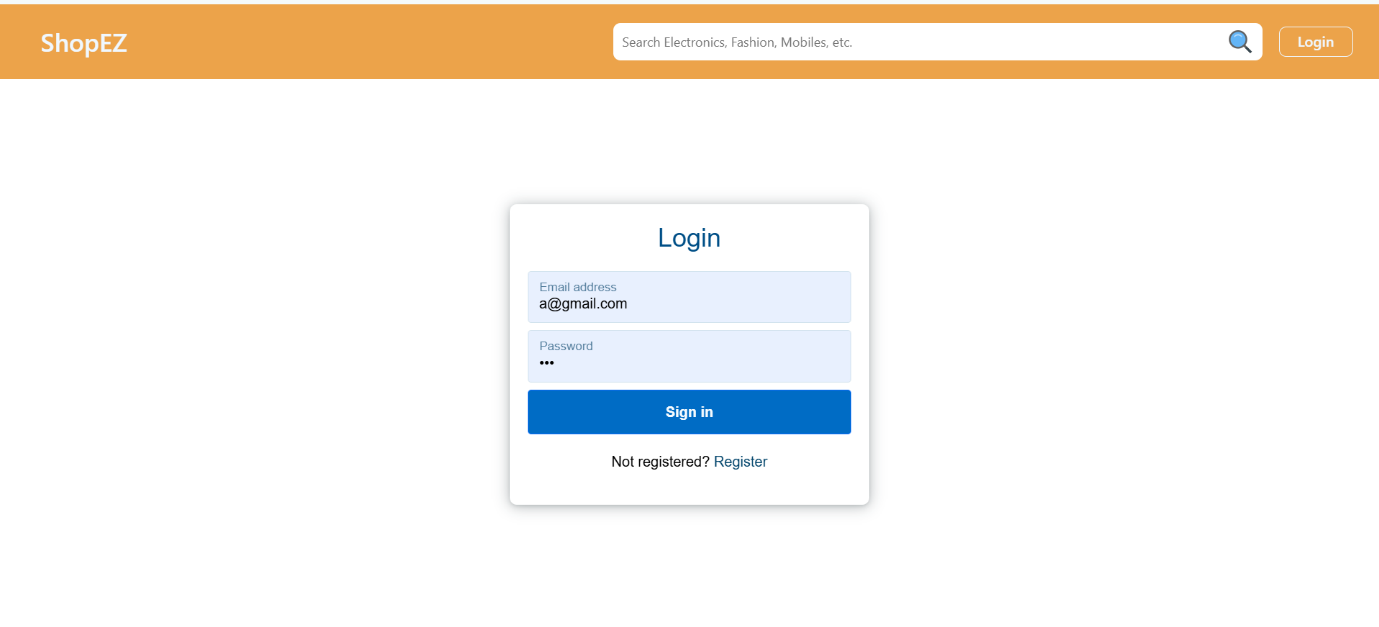 ShopEZ
Search Electronics, Fashion, Mobiles, etc.
Login
Login
Email address
a@gmail.com
Password
•••
Sign in
Not registered? Register